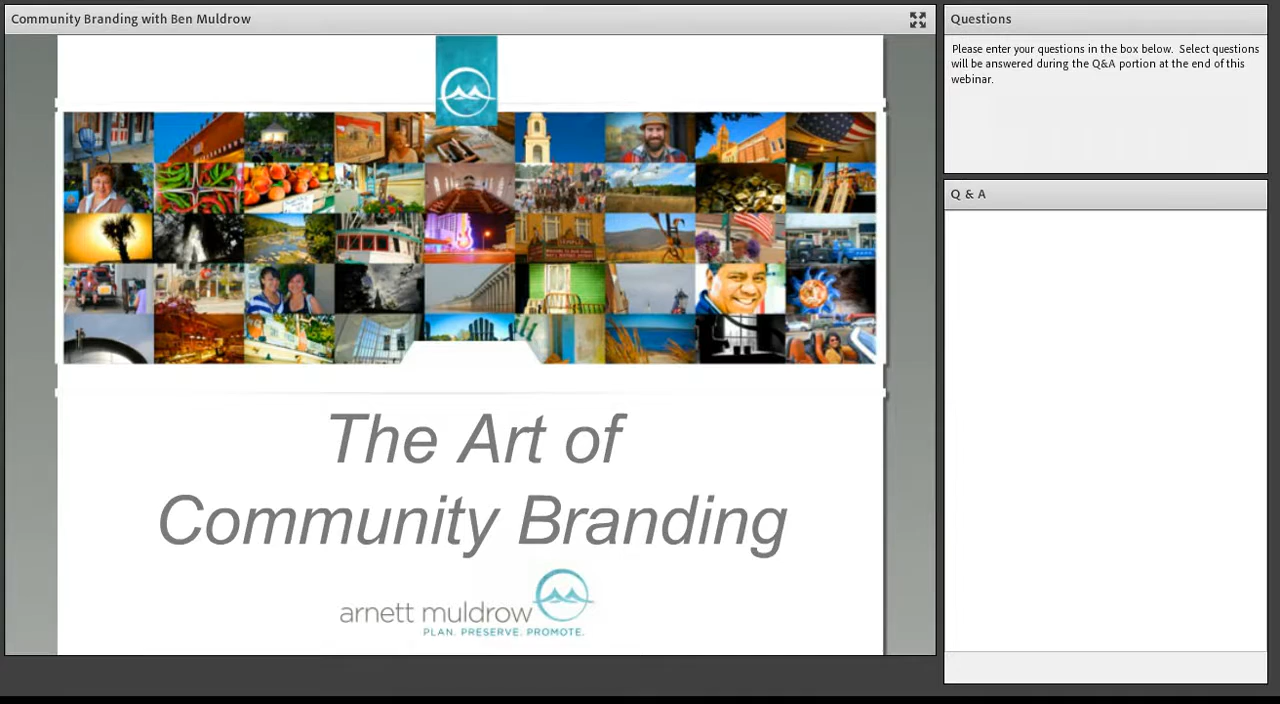 Community Branding with Ben Muldrow
The Art of
Community Branding
arnett muldrow
PLAN. PRESERVE. PROMOTE.
Questions
Please enter your questions in the box below. Select questions
will be answered during the Q&A portion at the end of this
webinar.
Q & A